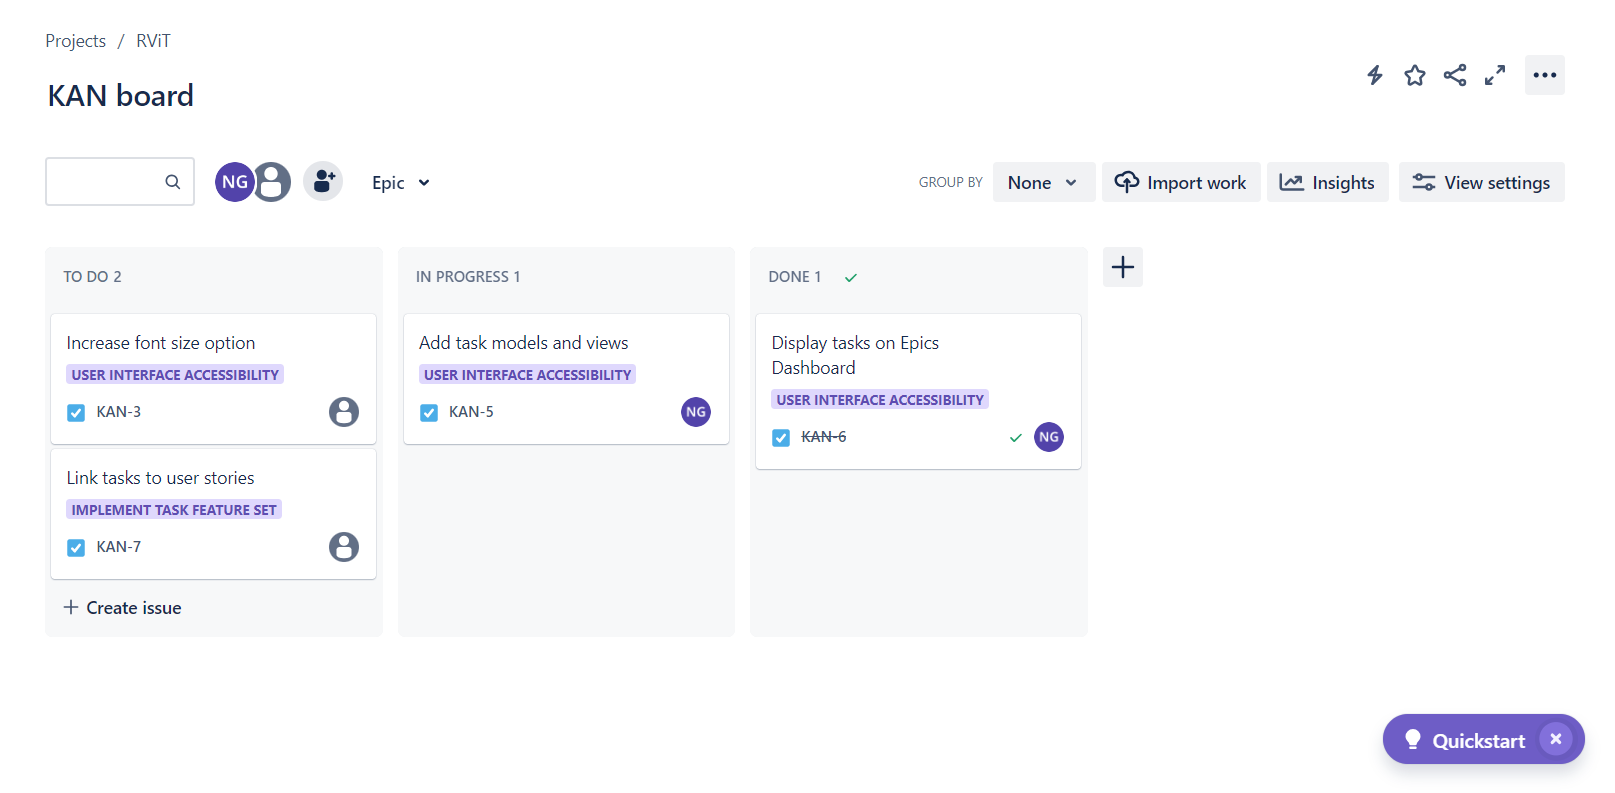 Projects / RViT
KAN board
NG
Epic
GROUP BY
None
Import work
Insights
View settings
TO DO 2
Increase font size option
USER INTERFACE ACCESSIBILITY
KAN-3
Link tasks to user stories
IMPLEMENT TASK FEATURE SET
KAN-7
+ Create issue
IN PROGRESS 1
Add task models and views
USER INTERFACE ACCESSIBILITY
KAN-5
NG
DONE 1
Display tasks on Epics
Dashboard
USER INTERFACE ACCESSIBILITY
KAN-6
NG
Quickstart